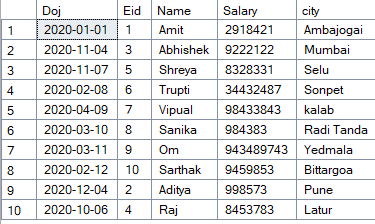 Doj Eid Name Salary city
1 2020-01-01 1 Amit 2918421 Ambajogai
2 2020-11-04 3 Abhishek 9222122 Mumbai
3 2020-11-07 5 Shreya 8328331 Selu
4 2020-02-08 6 Trupti 34432487 Sonpet
5 2020-04-09 7 Vipual 98433843 kalab
6 2020-03-10 8 Sanika 984383 Radi Tanda
7 2020-03-11 9 Om 943489743 Yedmala
8 2020-02-12 10 Sarthak 9459853 Bittargoa
9 2020-12-04 2 Aditya 998573 Pune
10 2020-10-06 4 Raj 8453783 Latur